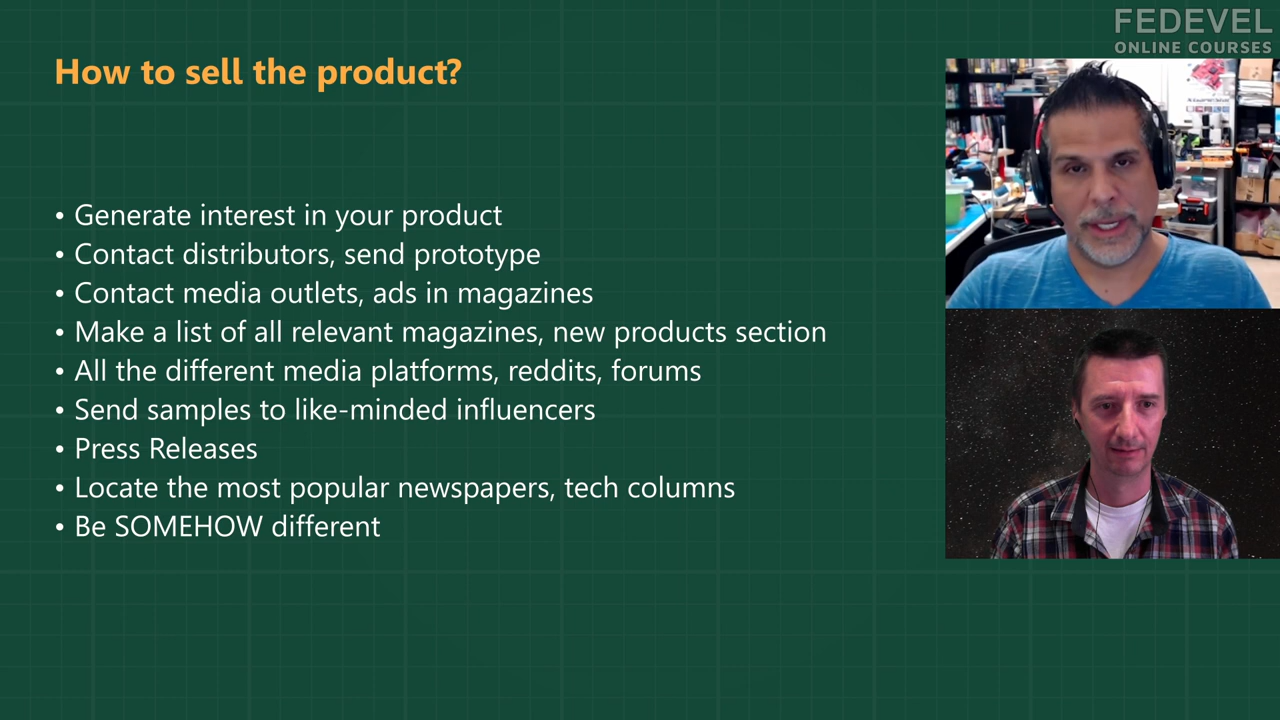 FEDEVEL
ONLINE COURSES
How to sell the product?
• Generate interest in your product
• Contact distributors, send prototype
• Contact media outlets, ads in magazines
• Make a list of all relevant magazines, new products section
• All the different media platforms, reddits, forums
• Send samples to like-minded influencers
• Press Releases
• Locate the most popular newspapers, tech columns
• Be SOMEHOW different